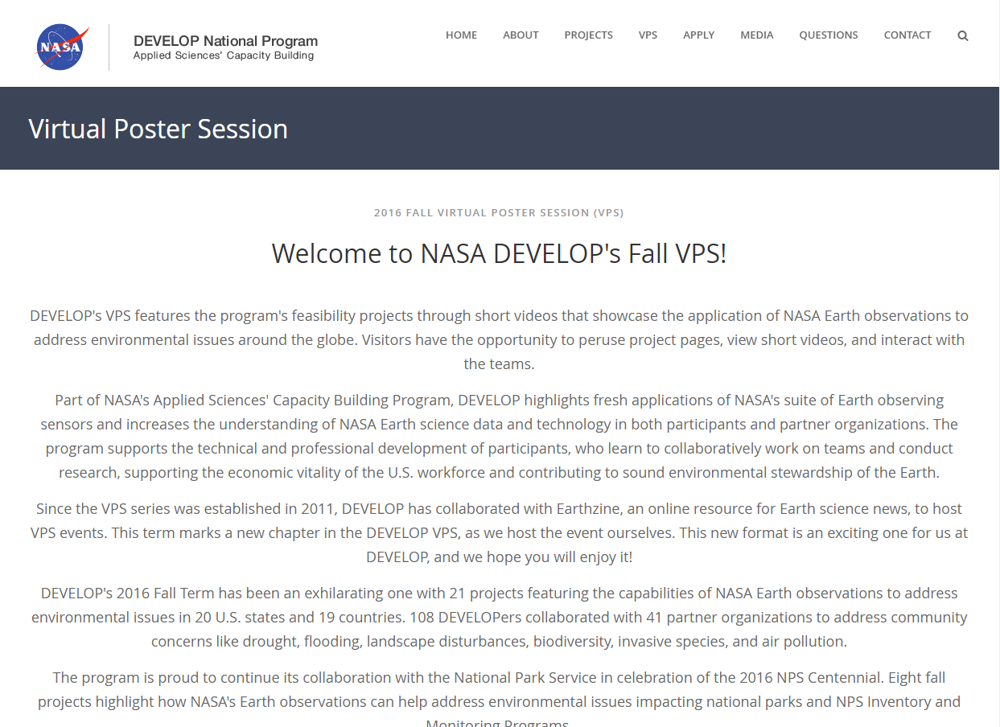 NASA
DEVELOP National Program
Applied Sciences' Capacity Building
HOME ABOUT PROJECTS VPS APPLY MEDIA QUESTIONS CONTACT
Virtual Poster Session
2016 FALL VIRTUAL POSTER SESSION (VPS)
Welcome to NASA DEVELOP's Fall VPS!
DEVELOP's VPS features the program's feasibility projects through short videos that showcase the application of NASA Earth observations to
address environmental issues around the globe. Visitors have the opportunity to peruse project pages, view short videos, and interact with
the teams.
Part of NASA's Applied Sciences' Capacity Building Program, DEVELOP highlights fresh applications of NASA's suite of Earth observing
sensors and increases the understanding of NASA Earth science data and technology in both participants and partner organizations. The
program supports the technical and professional development of participants, who learn to collaboratively work on teams and conduct
research, supporting the economic vitality of the U.S. workforce and contributing to sound environmental stewardship of the Earth.
Since the VPS series was established in 2011, DEVELOP has collaborated with Earthzine, an online resource for Earth science news, to host
VPS events. This term marks a new chapter in the DEVELOP VPS, as we host the event ourselves. This new format is an exciting one for us at
DEVELOP, and we hope you will enjoy it!
DEVELOP's 2016 Fall Term has been an exhilarating one with 21 projects featuring the capabilities of NASA Earth observations to address
environmental issues in 20 U.S. states and 19 countries. 108 DEVELOPers collaborated with 41 partner organizations to address community
concerns like drought, flooding, landscape disturbances, biodiversity, invasive species, and air pollution.
The program is proud to continue its collaboration with the National Park Service in celebration of the 2016 NPS Centennial. Eight fall
projects highlight how NASA's Earth observations can help address environmental issues impacting national parks and NPS Inventory and
Monitoring Programs.